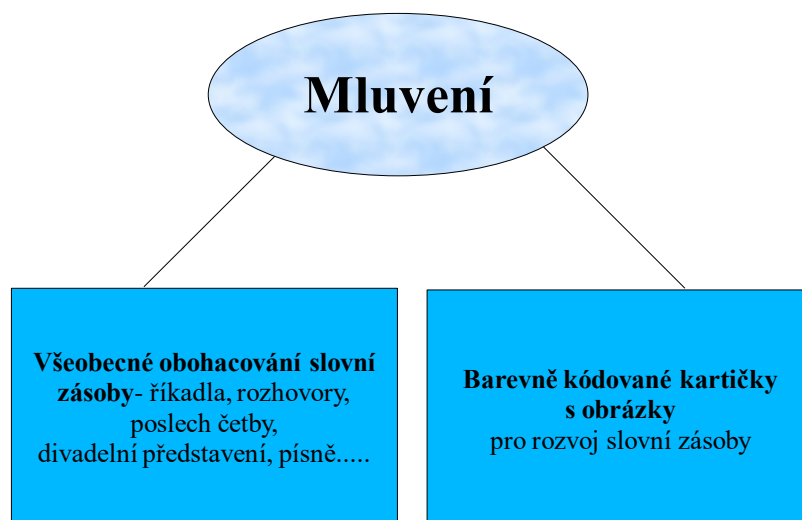 Mluvení
Všeobecné obohacování slovní
zásoby- říkadla, rozhovory,
poslech četby,
divadelní představení, písně.....
Barevně kódované kartičky
s obrázky
pro rozvoj slovní zásoby